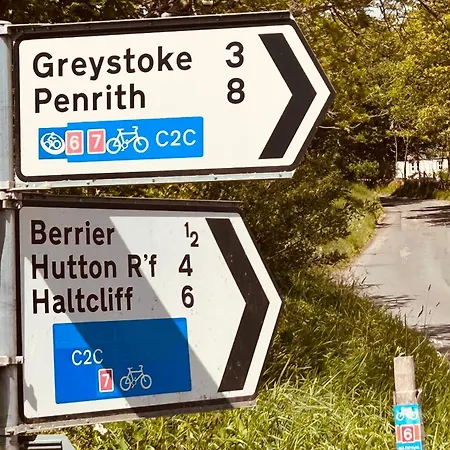 Greystoke 3
Penrith 8
6 7 C2C
Berrier ½
Hutton R'f 4
Haltcliff 6
C2C
7
6